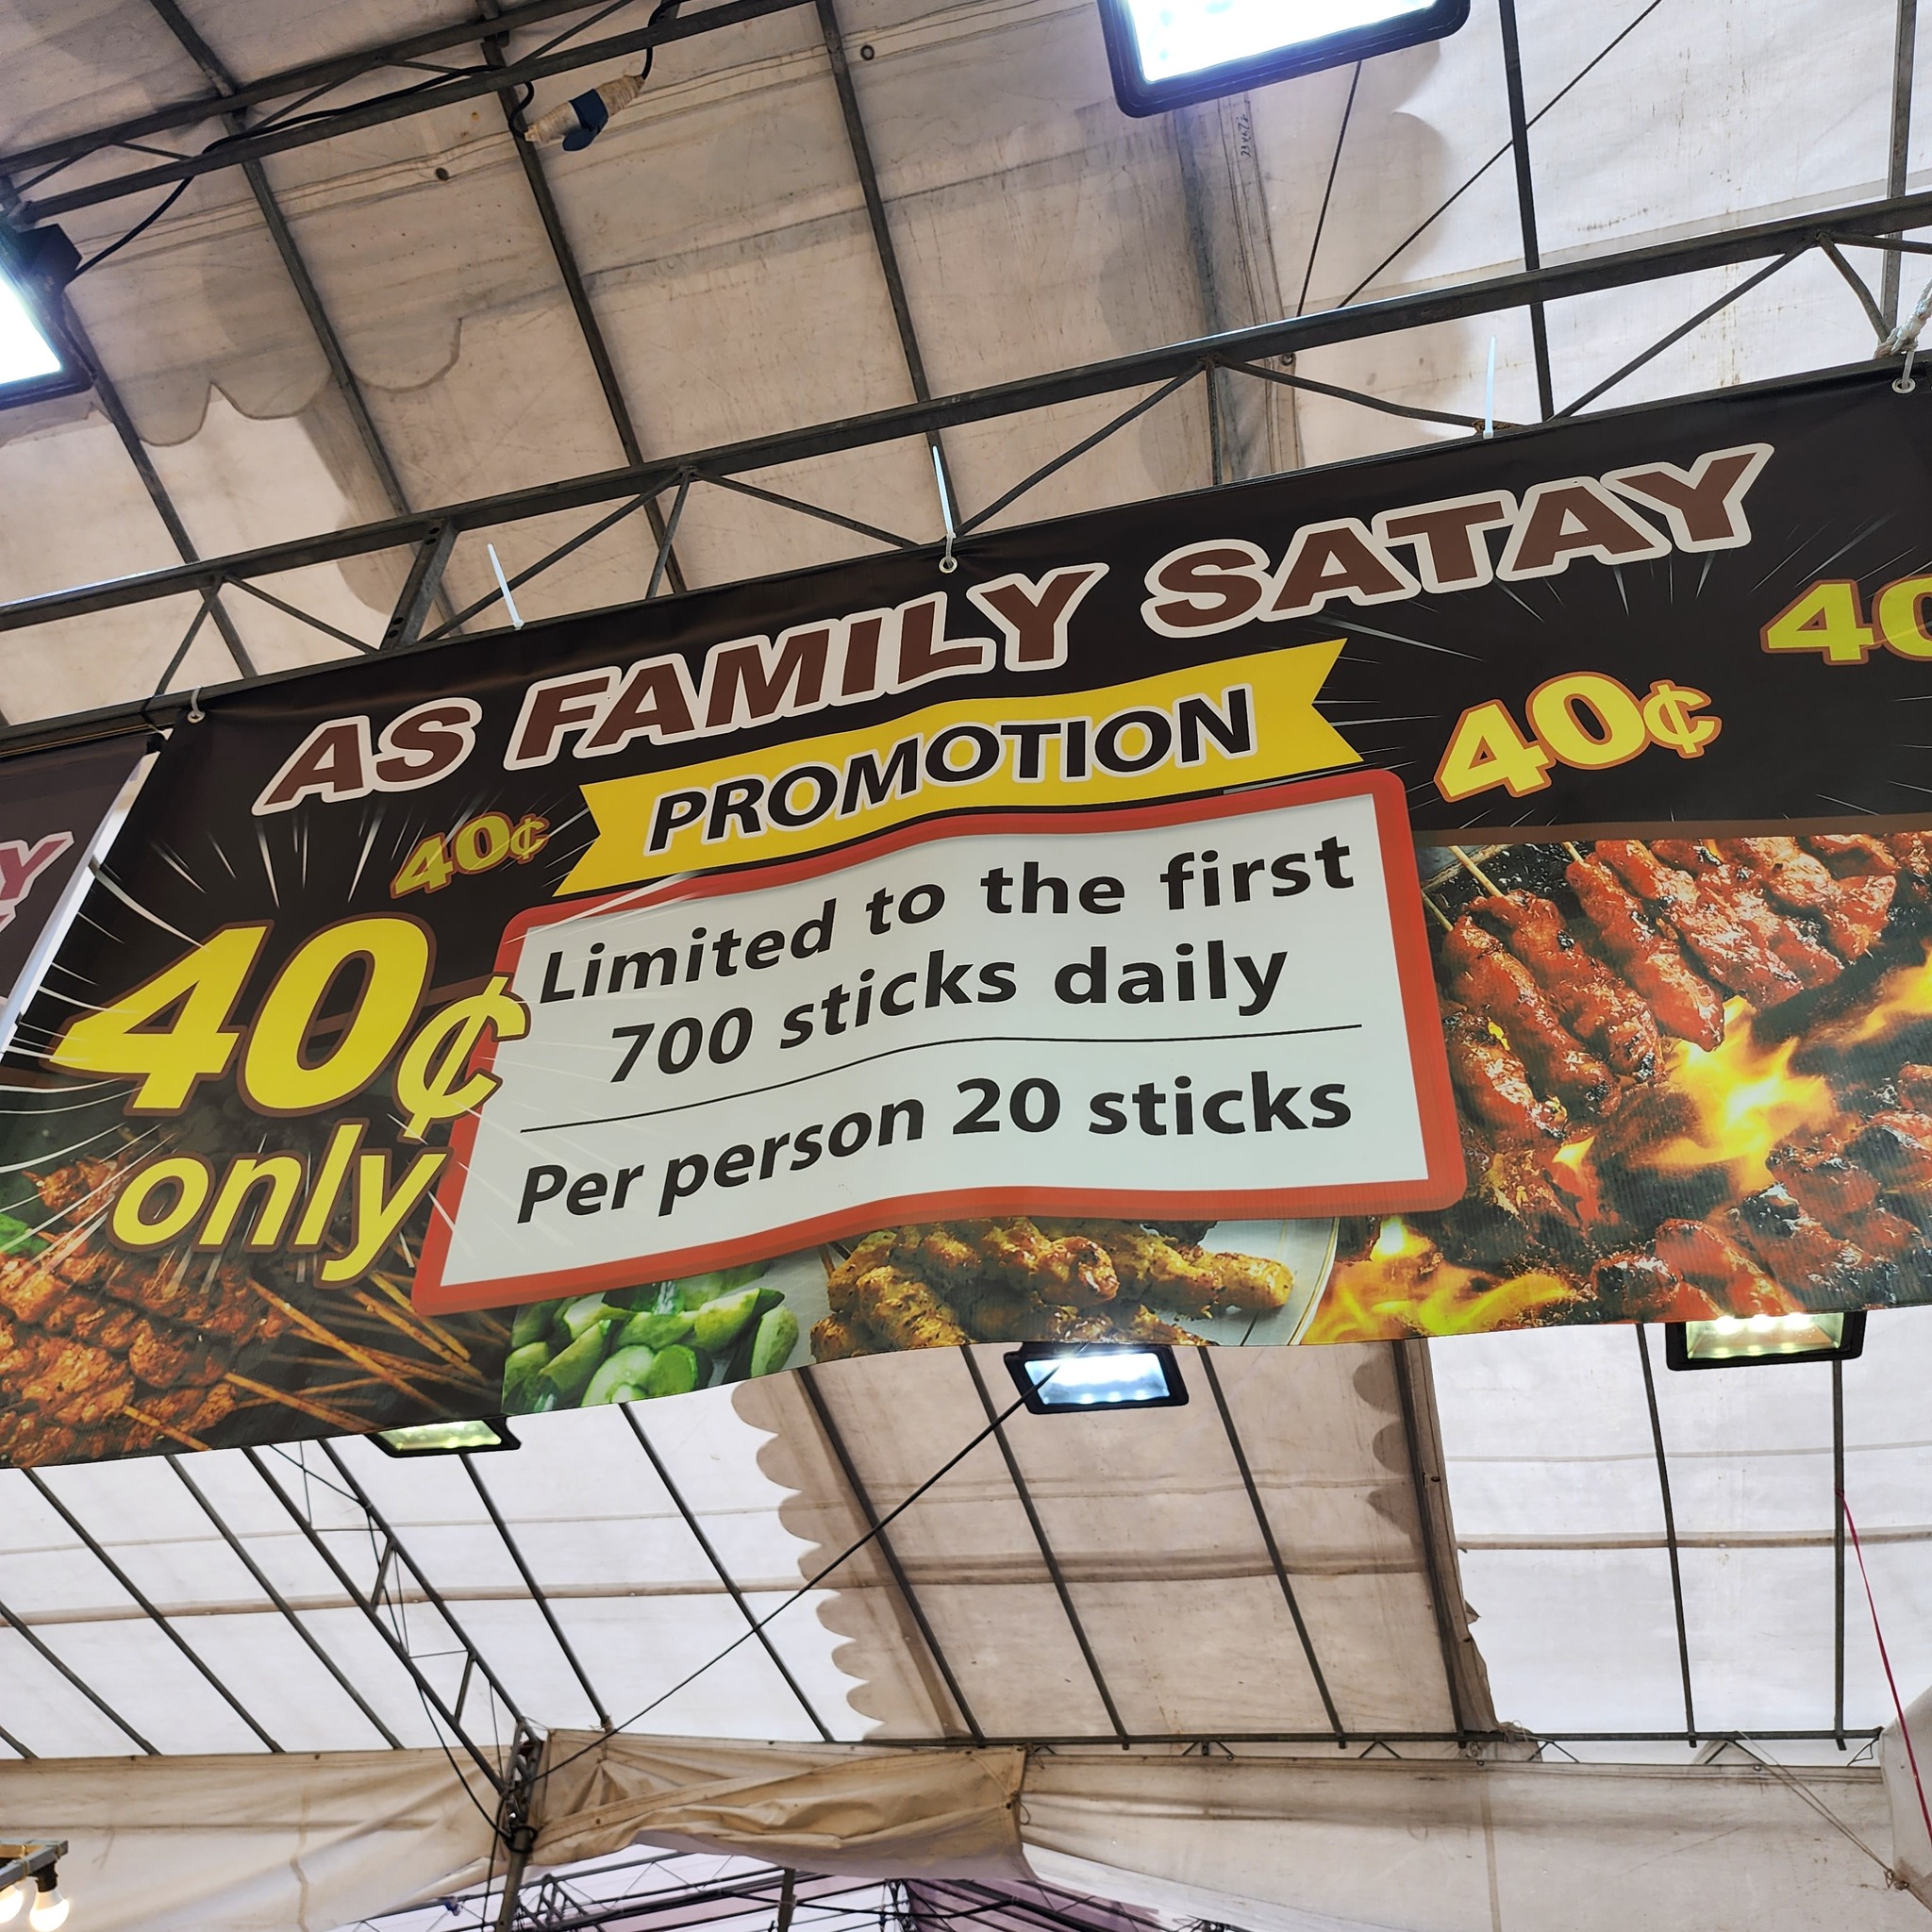 AS FAMILY SATAY
PROMOTION
40¢
40¢
40
40¢
only
Limited to the first
700 sticks daily
Per person 20 sticks